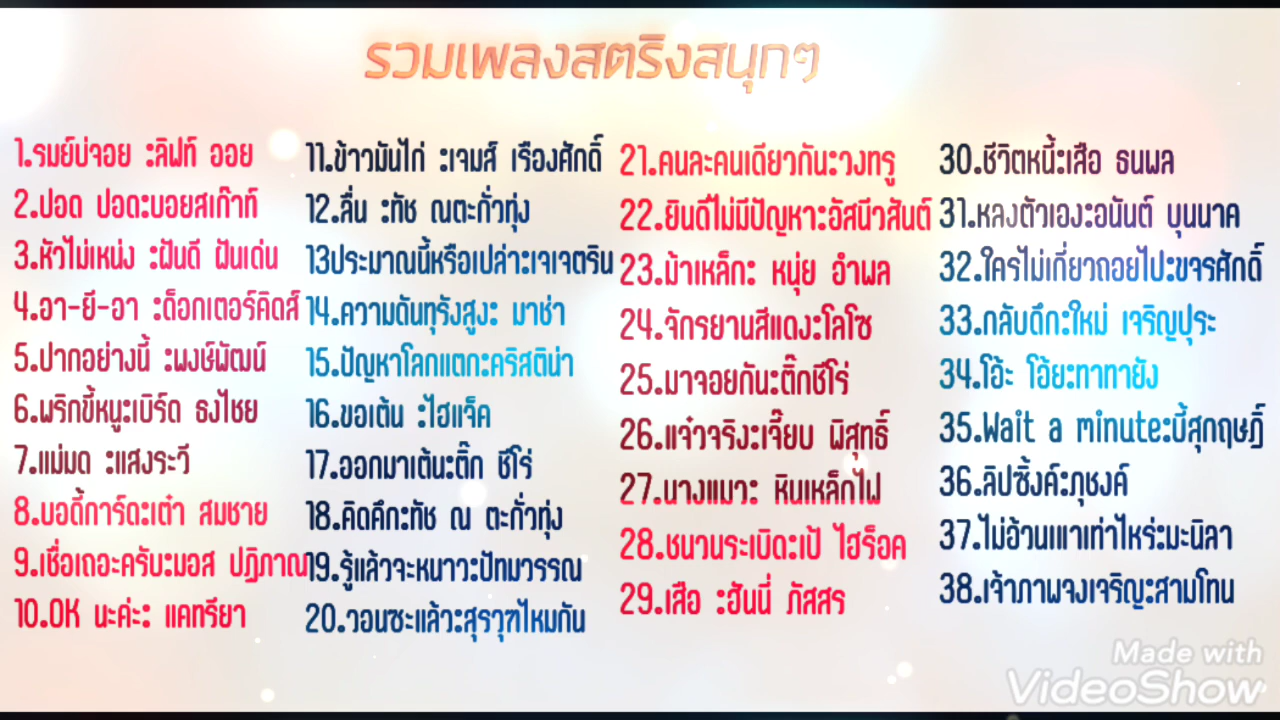 รวมเพลงสตริงสนุกๆ
1.รมย์บ่จอย :ลิฟท์ ออย
2.ปอด ปอด:บอยสเก๊าท์
3.หัวไม่เหน่ง :ฝันดี ฝันเด่น
4.อา-ยี-อา :ด็อกเตอร์คิดส์
5.ปากอย่างนี้ :พงษ์พัฒน์
6.พริกขี้หนู:เบิร์ด ธงไชย
7.แม่มด :แสงระวี
8.บอดี้การ์ด:เต๋า สมชาย
9.เชื่อเถอะครับ:มอส ปฏิภาณ
10.OK นะค่ะ: แคทรียา
11.ข้าวมันไก่ :เจมส์ เรืองศักดิ์
12.ลื่น :ทัช ณตะกั่วทุ่ง
13ประมาณนี้หรือเปล่า:เจเจตริน
14.ความดันทุรังสูง: มาช่า
15.ปัญหาโลกแตก:คริสติน่า
16.ขอเต้น :ไฮแจ็ค
17.ออกมาเต้น:ติ๊ก ชีโร่
18.คิดคึก:ทัช ณ ตะกั่วทุ่ง
19.รู้แล้วจะหนาว:ปัทมวรรณ
20.วอนซะแล้ว:สุรวุฑไหมกัน
21.คนละคนเดียวกัน:วงทรู
22.ยินดีไม่มีปัญหา:อัสนีวสันต์
23.ม้าเหล็ก: หนุ่ย อำพล
24.จักรยานสีแดง:โลโซ
25.มาจอยกัน:ติ๊กชีโร่
26.แจ๋วจริง:เจี๊ยบ พิสุทธิ์
27.นางแมว: หินเหล็กไฟ
28.ชนวนระเบิด:เป้ ไฮร็อค
29.เสือ :ฮันนี่ ภัสสร
30.ชีวิตหนี้:เสือ ธนพล
31.หลงตัวเอง:อนันต์ บุนนาค
32.ใครไม่เกี่ยวถอยไป:ขจรศักดิ์
33.กลับดึก:ใหม่ เจริญปุระ
34.โอ้ะ โอ้ย:ทาทายัง
35.Wait a minute:บี้สุกฤษฎิ์
36.ลิปซิ้งค์:ภุชงค์
37.ไม่อ้วนเแาเท่าไหร่:มะนิลา
38.เจ้าภาพจงเจริญ:สามโทน
Made with
VideoShow